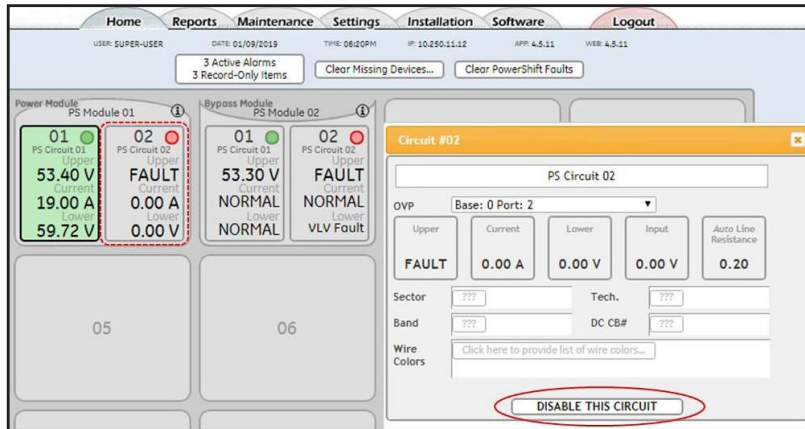 Home Reports Maintenance Settings Installation Software Logout
USER: SUPER-USER DATE: 01/09/2019 TIME: 06:20PM IP: 10.250.11.12 APP: 4.5.11 WEB: 4.5.11
3 Active Alarms
3 Record-Only Items
Clear Missing Devices... Clear PowerShift Faults
Power Module
PS Module 01
01 02
PS Circuit 01 PS Circuit 02
Upper Upper
53.40 V FAULT
Current Current
19.00 A 0.00 A
Lower Lower
59.72 V 0.00 V
Bypass Module
PS Module 02
01 02
PS Circuit 01 PS Circuit 02
Upper Upper
53.30 V FAULT
Current Current
NORMAL NORMAL
Lower Lower
NORMAL VLV Fault
05 06
Circuit #02
PS Circuit 02
OVP Base: 0 Port: 2
Upper Current Lower Input Auto Line
Resistance
FAULT 0.00 A 0.00 V 0.00 V 0.20
Sector ??? Tech. ???
Band ??? DC CB# ???
Wire
Colors
Click here to provide list of wire colors...
DISABLE THIS CIRCUIT